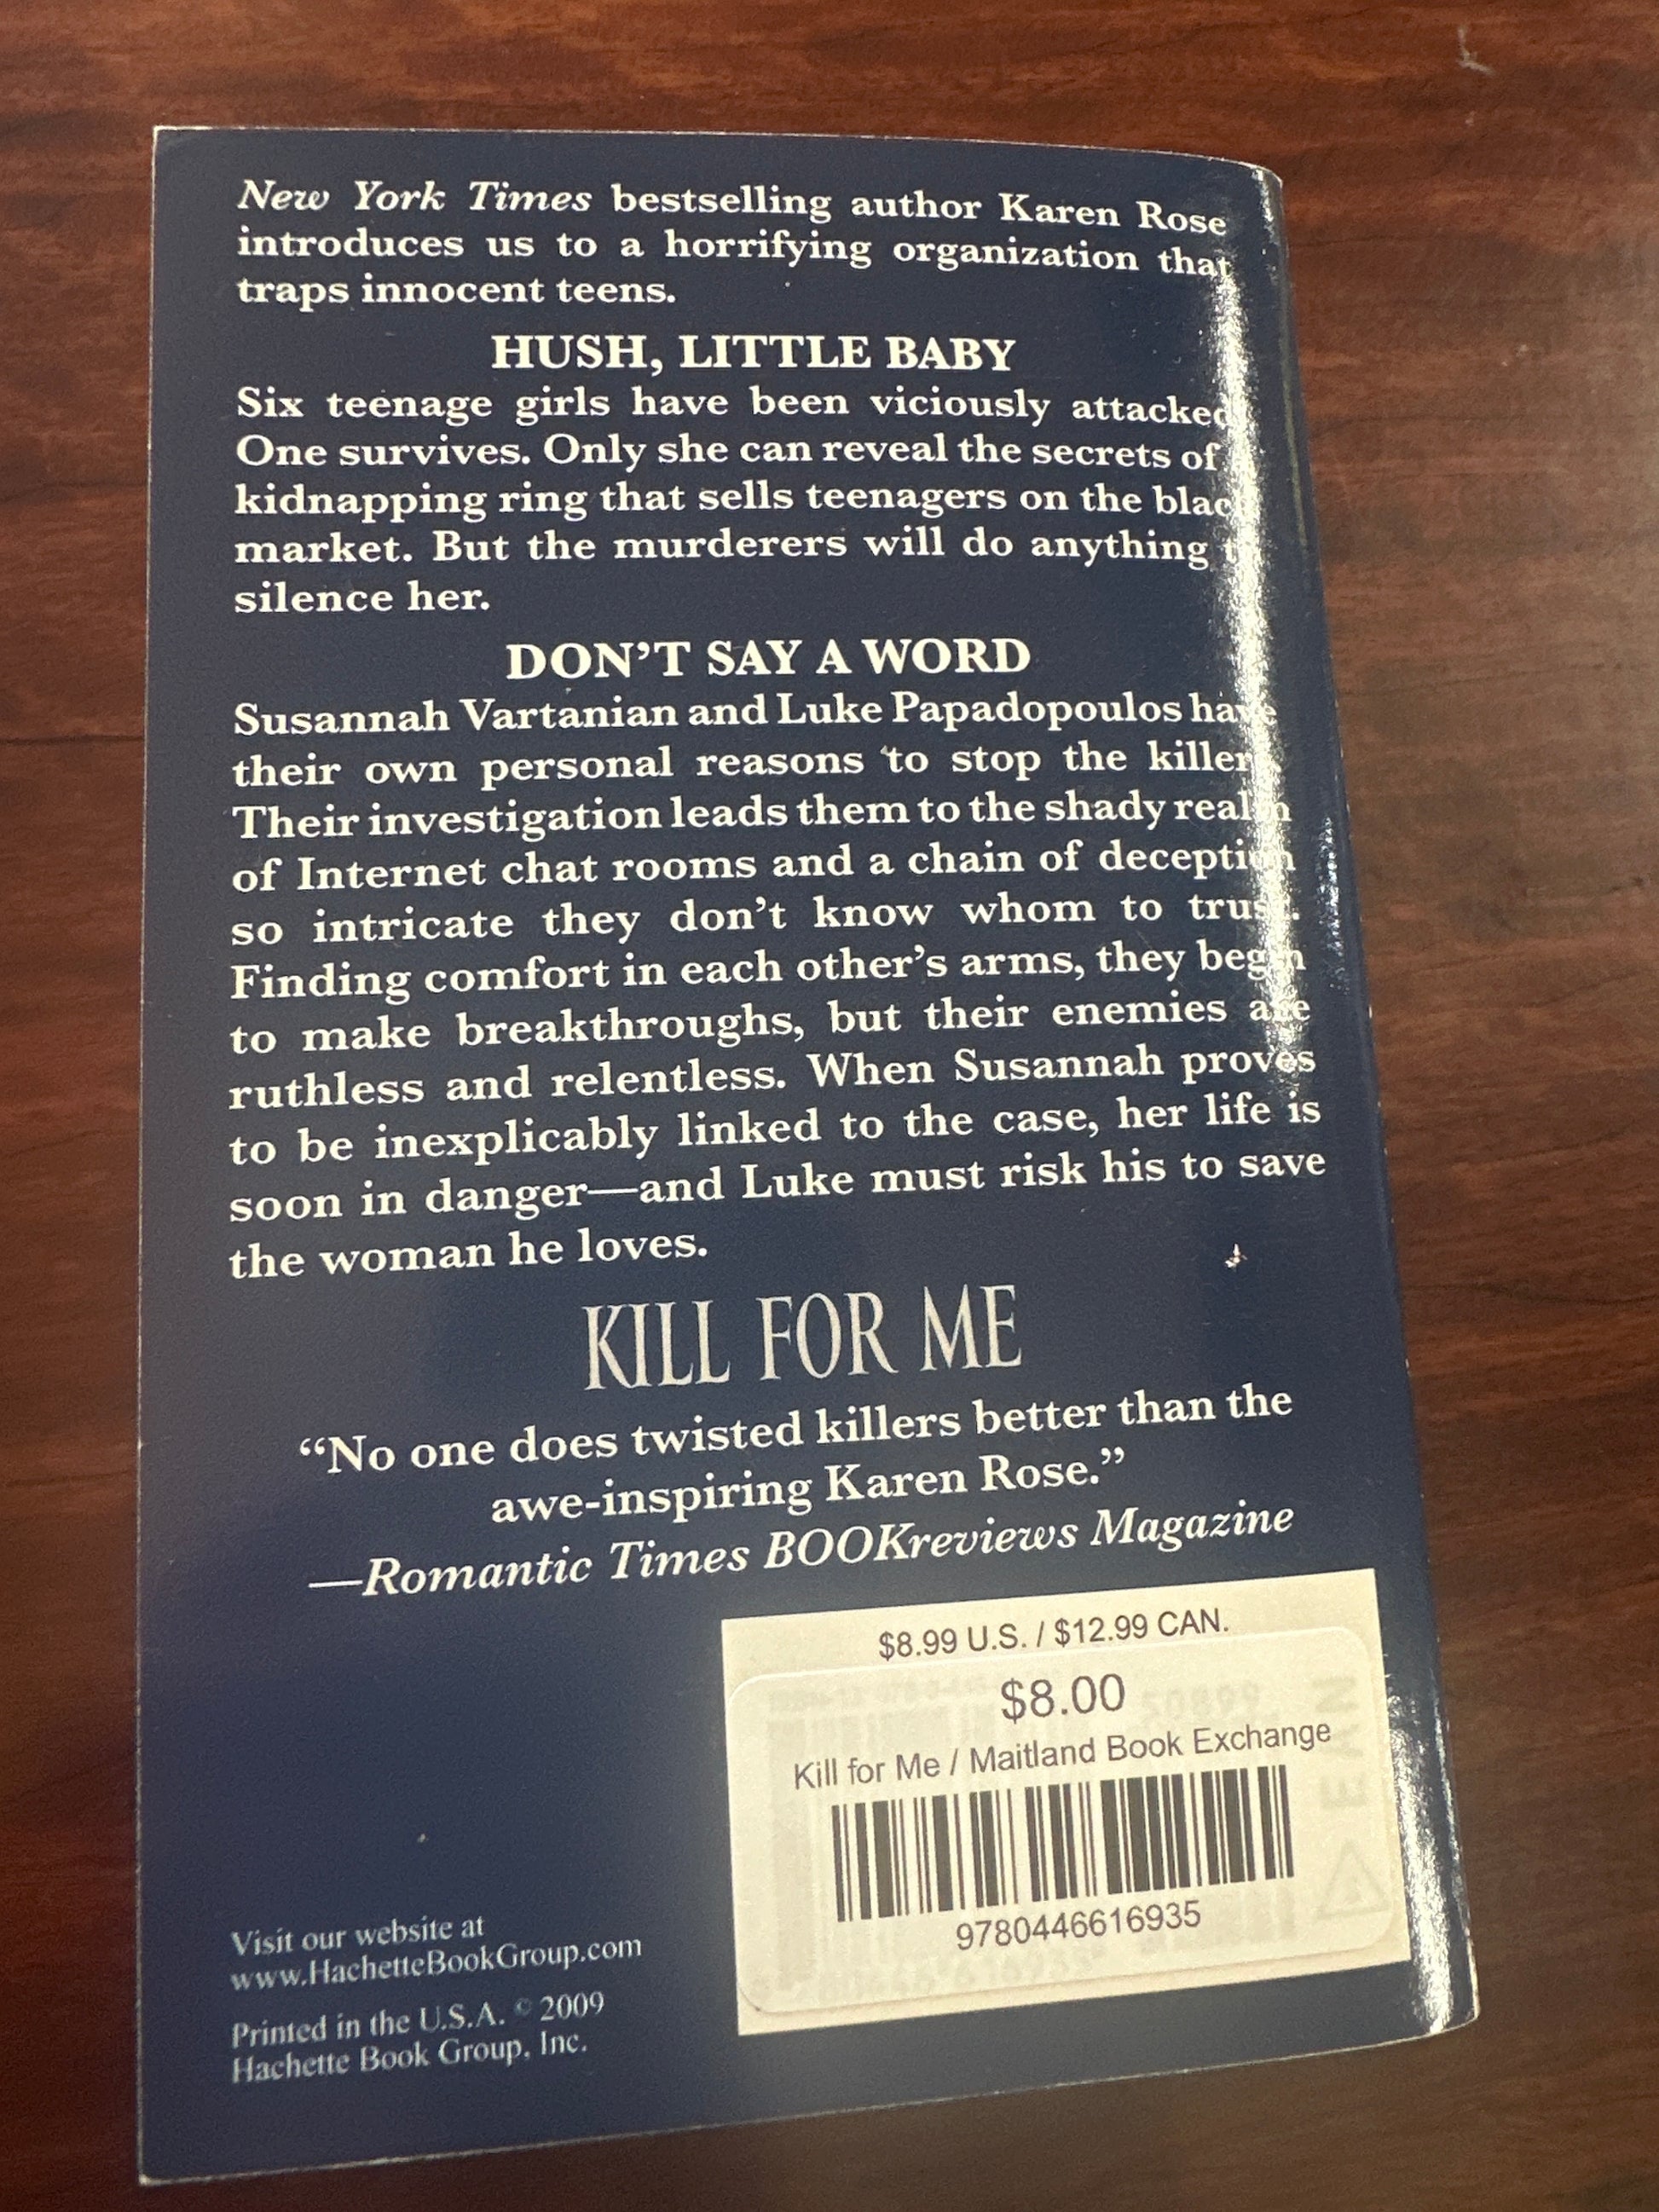 New York Times bestselling author Karen Rose
introduces us to a horrifying organization that
traps innocent teens.
HUSH, LITTLE BABY
Six teenage girls have been viciously attacked
One survives. Only she can reveal the secrets of
kidnapping ring that sells teenagers on the black
market. But the murderers will do anything
silence her.
DON'T SAY A WORD
Susannah Vartanian and Luke Papadopoulos have
their own personal reasons to stop the killer
Their investigation leads them to the shady realm
of Internet chat rooms and a chain of deception
so intricate they don't know whom to trust.
Finding comfort in each other's arms, they begin
to make breakthroughs, but their enemies are
ruthless and relentless. When Susannah proves
to be inexplicably linked to the case, her life is
soon in danger—and Luke must risk his to save
the woman he loves.
KILL FOR ME
“No one does twisted killers better than the
awe-inspiring Karen Rose.”
—Romantic Times BOOKreviews Magazine
$8.99 U.S. / $12.99 CAN.
$8.00
50899
Kill for Me / Maitland Book Exchange
EAN
9780446616935
Visit our website at
www.HachetteBookGroup.com
Printed in the U.S.A. © 2009
Hachette Book Group, Inc.